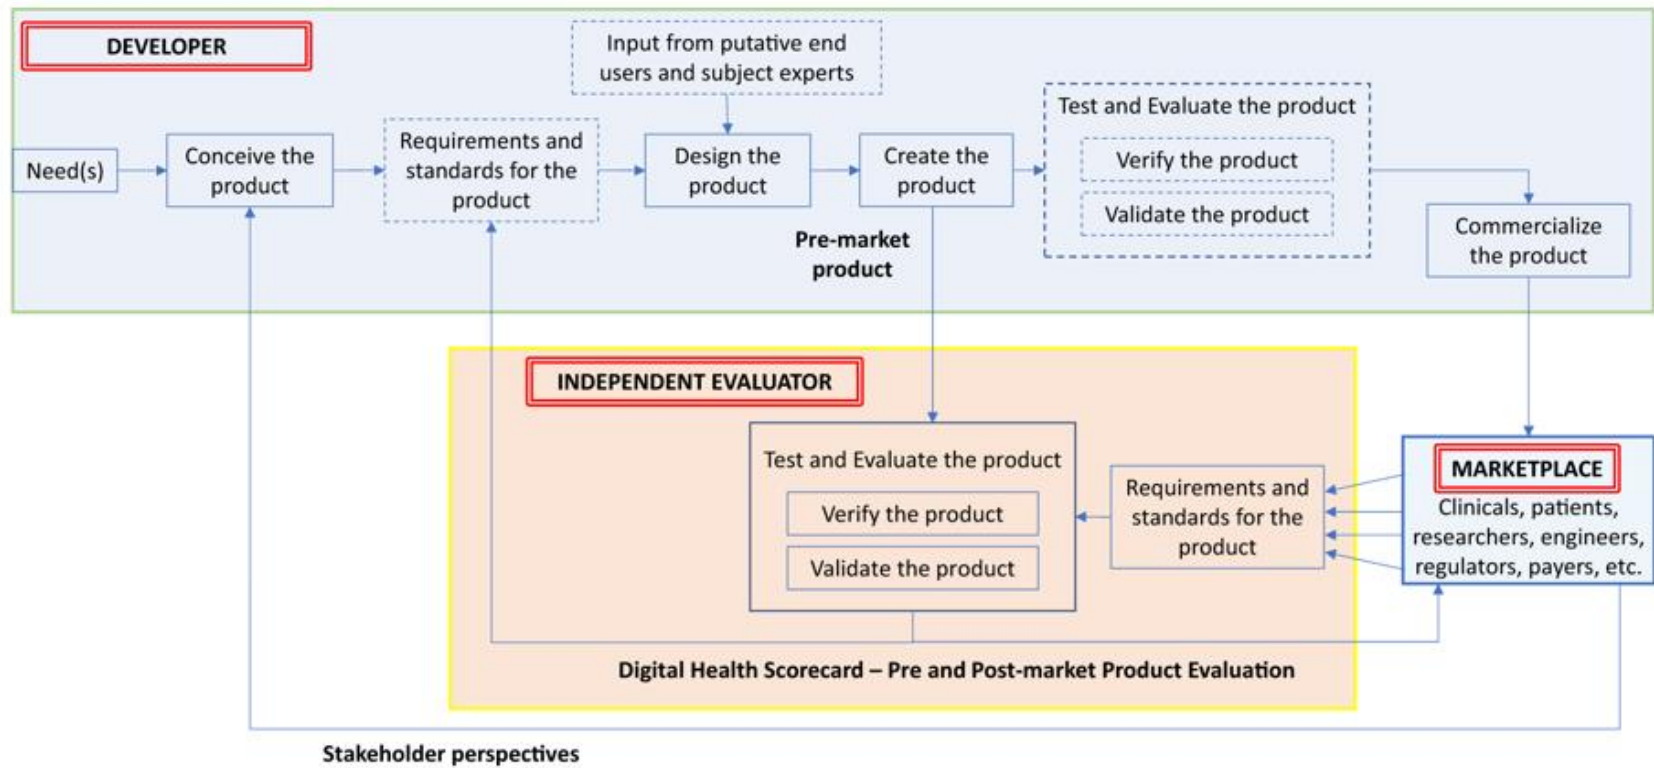 DEVELOPER
Input from putative end
users and subject experts
Need(s)
Conceive the
product
Requirements and
standards for the
product
Design the
product
Create the
product
Test and Evaluate the product
Verify the product
Validate the product
Commercialize
the product
Pre-market
product
INDEPENDENT EVALUATOR
Test and Evaluate the product
Verify the product
Validate the product
Requirements and
standards for the
product
MARKETPLACE
Clinicals, patients,
researchers, engineers,
regulators, payers, etc.
Digital Health Scorecard – Pre and Post-market Product Evaluation
Stakeholder perspectives